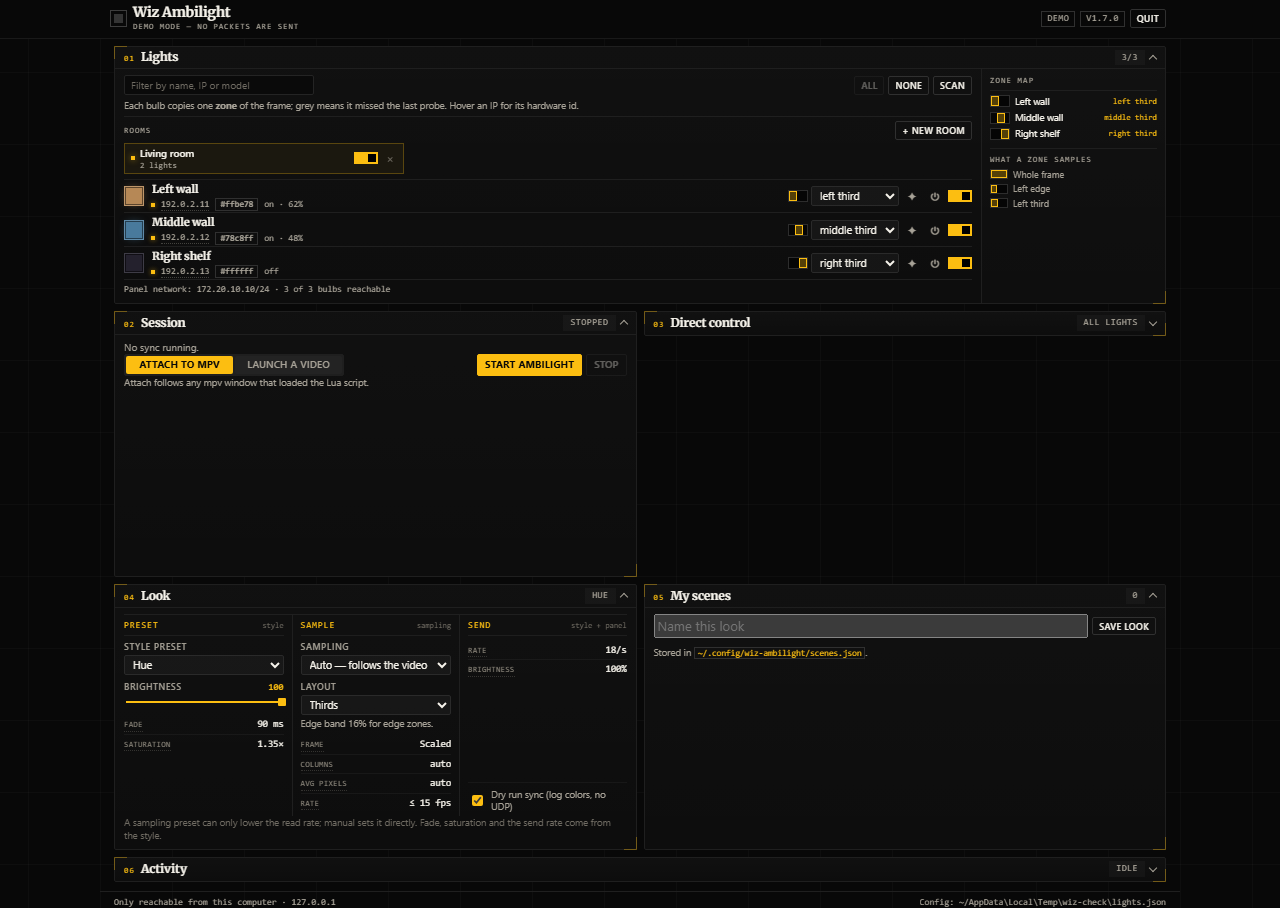 Wiz Ambilight
DEMO MODE — NO PACKETS ARE SENT
DEMO
V1.7.0
QUIT
01 Lights
3/3
Filter by name, IP or model
ALL
NONE
SCAN
Each bulb copies one zone of the frame; grey means it missed the last probe. Hover an IP for its hardware id.
ROOMS
+ NEW ROOM
Living room
2 lights
×
Left wall
192.0.2.11 #ffbe78 on · 62%
left third
Middle wall
192.0.2.12 #78c8ff on · 48%
middle third
Right shelf
192.0.2.13 #ffffff off
right third
Panel network: 172.20.10.10/24 · 3 of 3 bulbs reachable
ZONE MAP
Left wall left third
Middle wall middle third
Right shelf right third
WHAT A ZONE SAMPLES
Whole frame
Left edge
Left third
02 Session
STOPPED
No sync running.
ATTACH TO MPV
LAUNCH A VIDEO
START AMBILIGHT
STOP
Attach follows any mpv window that loaded the Lua script.
03 Direct control
ALL LIGHTS
04 Look
HUE
PRESET style
STYLE PRESET
Hue
BRIGHTNESS 100
FADE 90 ms
SATURATION 1.35×
SAMPLE sampling
SAMPLING
Auto — follows the video
LAYOUT
Thirds
Edge band 16% for edge zones.
FRAME Scaled
COLUMNS auto
AVG PIXELS auto
RATE ≤ 15 fps
SEND style + panel
RATE 18/s
BRIGHTNESS 100%
Dry run sync (log colors, no
UDP)
A sampling preset can only lower the read rate; manual sets it directly. Fade, saturation and the send rate come from
the style.
05 My scenes
0
Name this look
SAVE LOOK
Stored in ~/.config/wiz-ambilight/scenes.json.
06 Activity
IDLE
Only reachable from this computer · 127.0.0.1
Config: ~/AppData\Local\Temp\wiz-check\lights.json